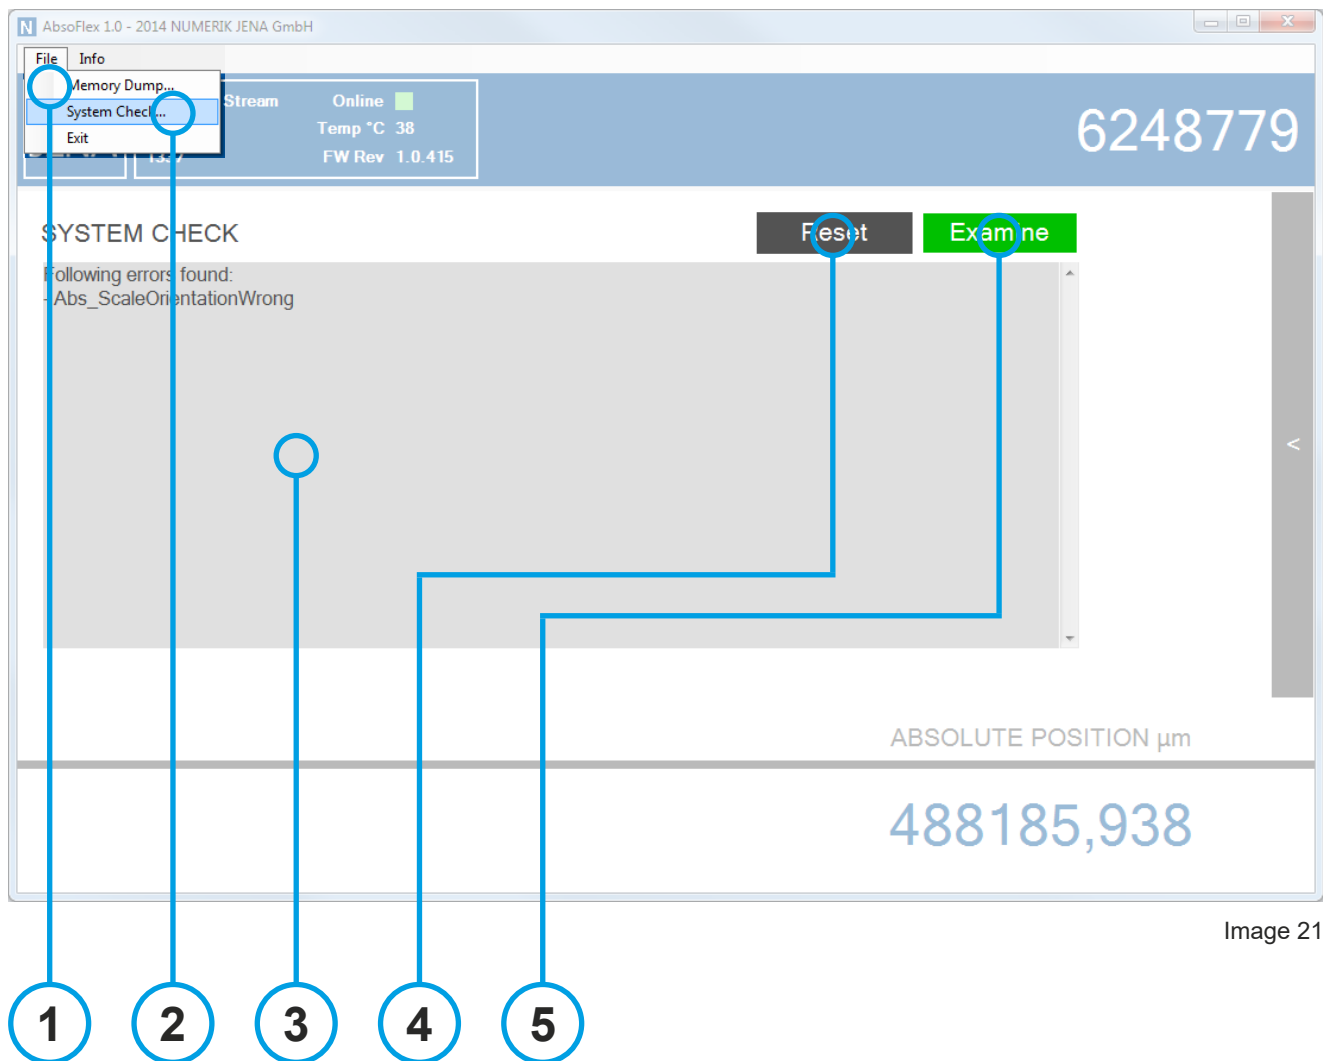 AbsoFlex 1.0 - 2014 NUMERIK JENA GmbH
File Info
Memory Dump...
System Check...
Exit
Stream
Online
Temp °C 38
FW Rev 1.0.415
6248779
SYSTEM CHECK
Reset
Examine
Following errors found:
-Abs_ScaleOrientationWrong
<
ABSOLUTE POSITION µm
488185,938
Image 21
1 2 3 4 5